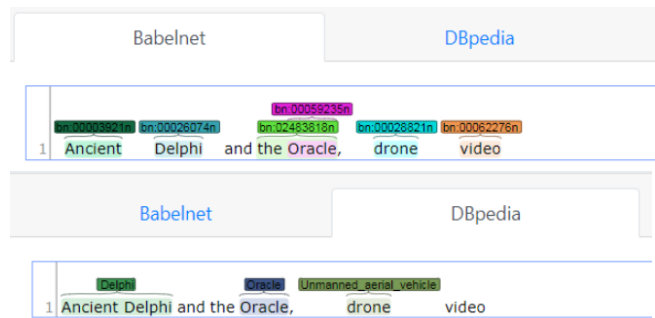 Babelnet DBpedia
bn:00059235n
bn:00003921n bn:00026074n bn:02483818n bn:00028821n bn:00062276n
1 Ancient Delphi and the Oracle, drone video
Babelnet DBpedia
Delphi Oracle Unmanned_aerial_vehicle
1 Ancient Delphi and the Oracle, drone video